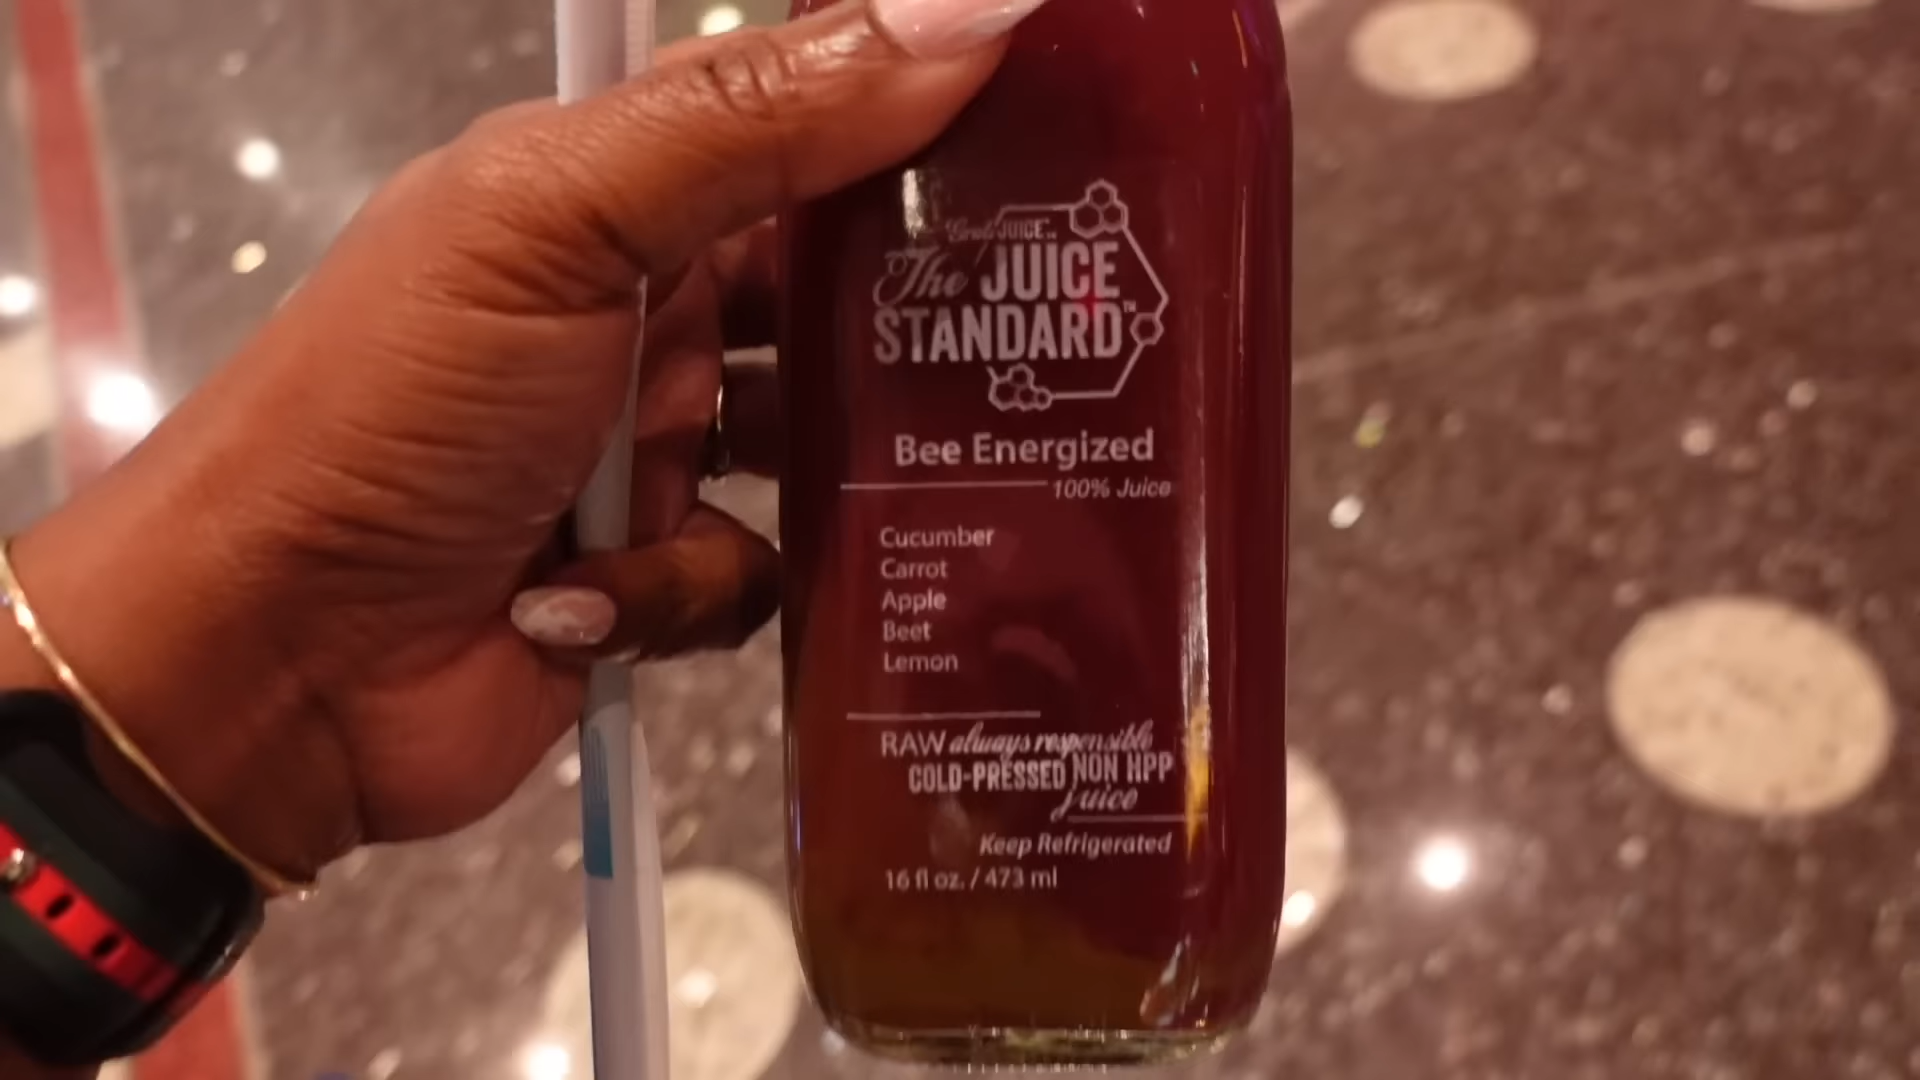 The JUICE
STANDARD™
Bee Energized
100% Juice
Cucumber
Carrot
Apple
Beet
Lemon
RAW always responsible
COLD-PRESSED NON HPP
juice
Keep Refrigerated
16 fl oz. / 473 ml